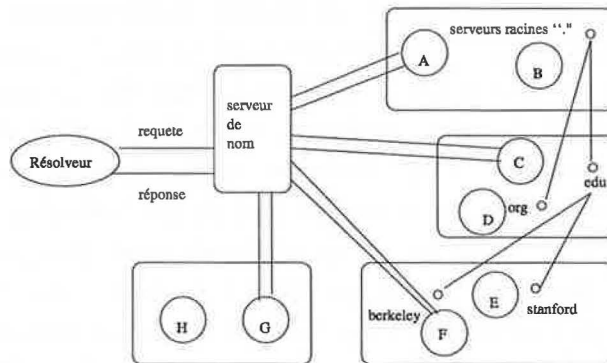 serveurs racines "."
A
B
serveur
de
nom
requete
Résolveur
réponse
C
edu
D
org
berkeley
E
stanford
F
H
G